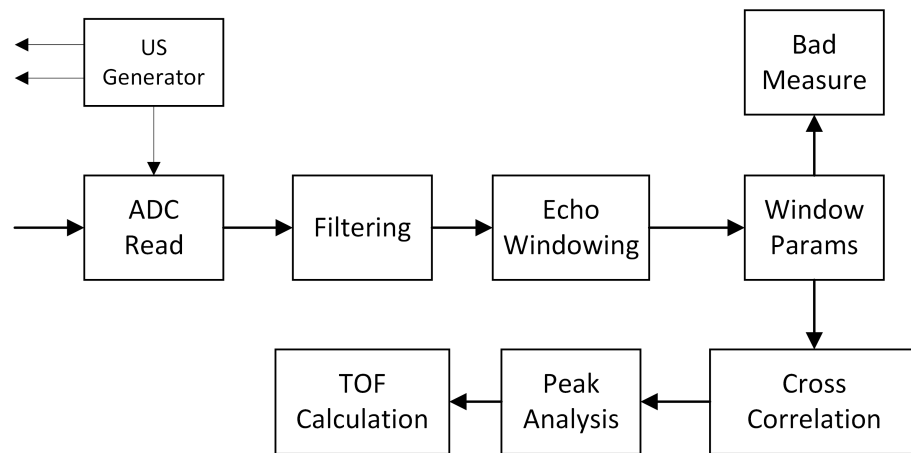 US
Generator
Bad
Measure
ADC
Read
Filtering
Echo
Windowing
Window
Params
TOF
Calculation
Peak
Analysis
Cross
Correlation